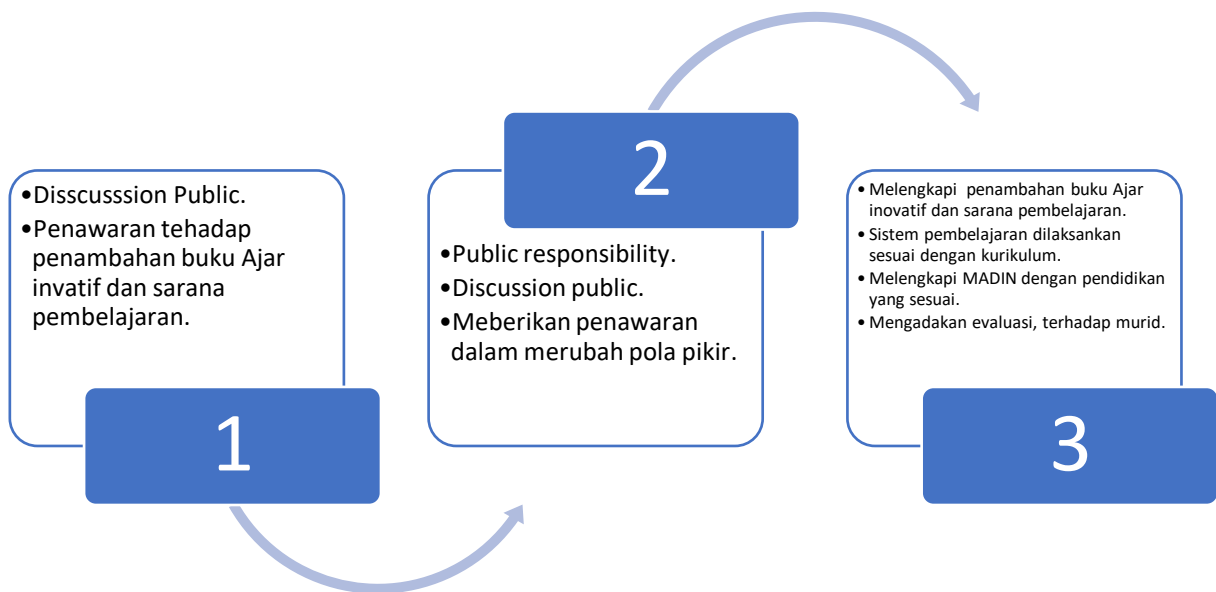 •Disscusssion Public.
•Penawaran tehadap
penambahan buku Ajar
invatif dan sarana
pembelajaran.
1
2
•Public responsibility.
•Discussion public.
•Meberikan penawaran
dalam merubah pola pikir.
•Melengkapi penambahan buku Ajar
inovatif dan sarana pembelajaran.
•Sistem pembelajaran dilaksankan
sesuai dengan kurikulum.
•Melengkapi MADIN dengan pendidikan
yang sesuai.
•Mengadakan evaluasi, terhadap murid.
3